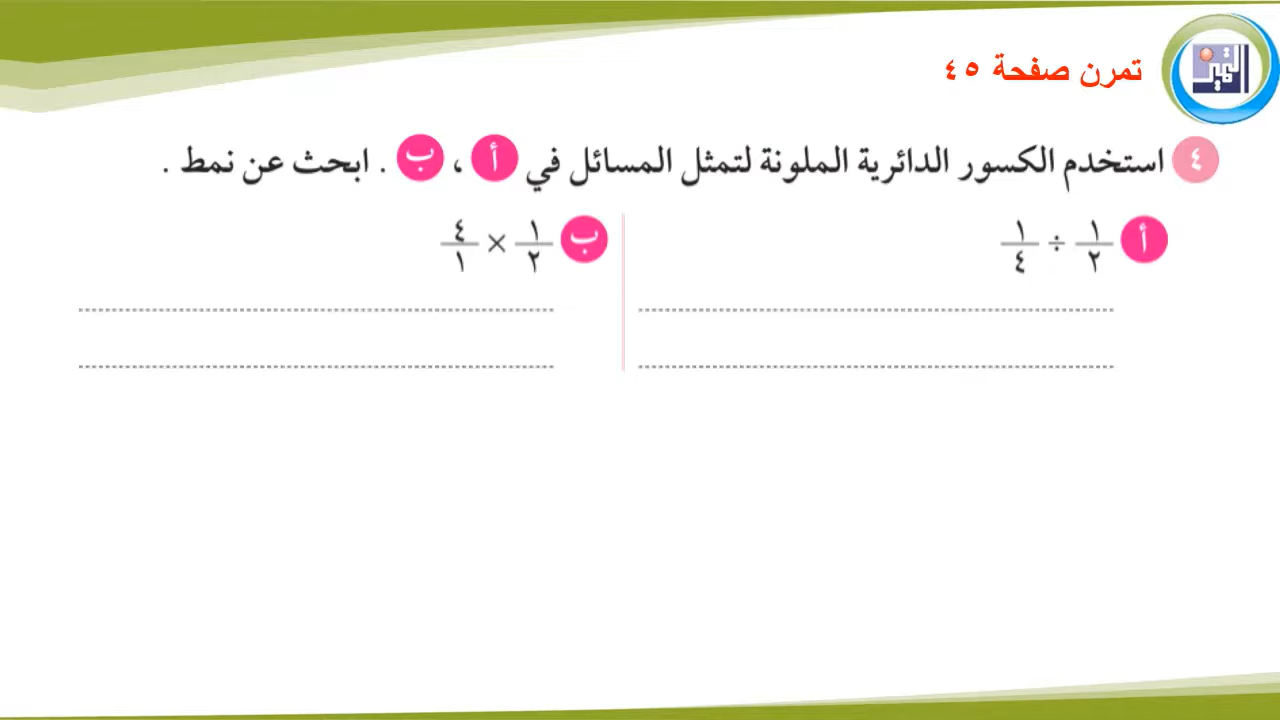 تمرن صفحة ٤٥
التميز
٤ استخدم الكسور الدائرية الملونة لتمثل المسائل في أ ، ب . ابحث عن نمط .
أ ١/٢ ÷ ١/٤
ب ١/٢ × ٤/١